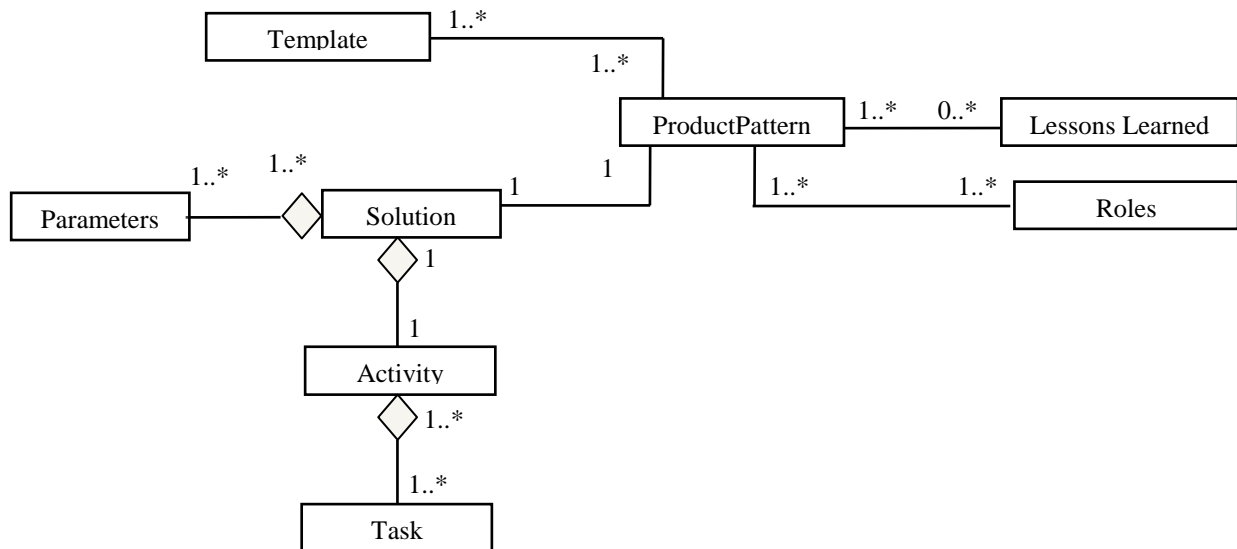 1..*
Template
1..*
ProductPattern
1..*
0..*
Lessons Learned
1..*
1..*
1
1
1..*
1..*
Parameters
Solution
Roles
1
1
Activity
1..*
1..*
Task